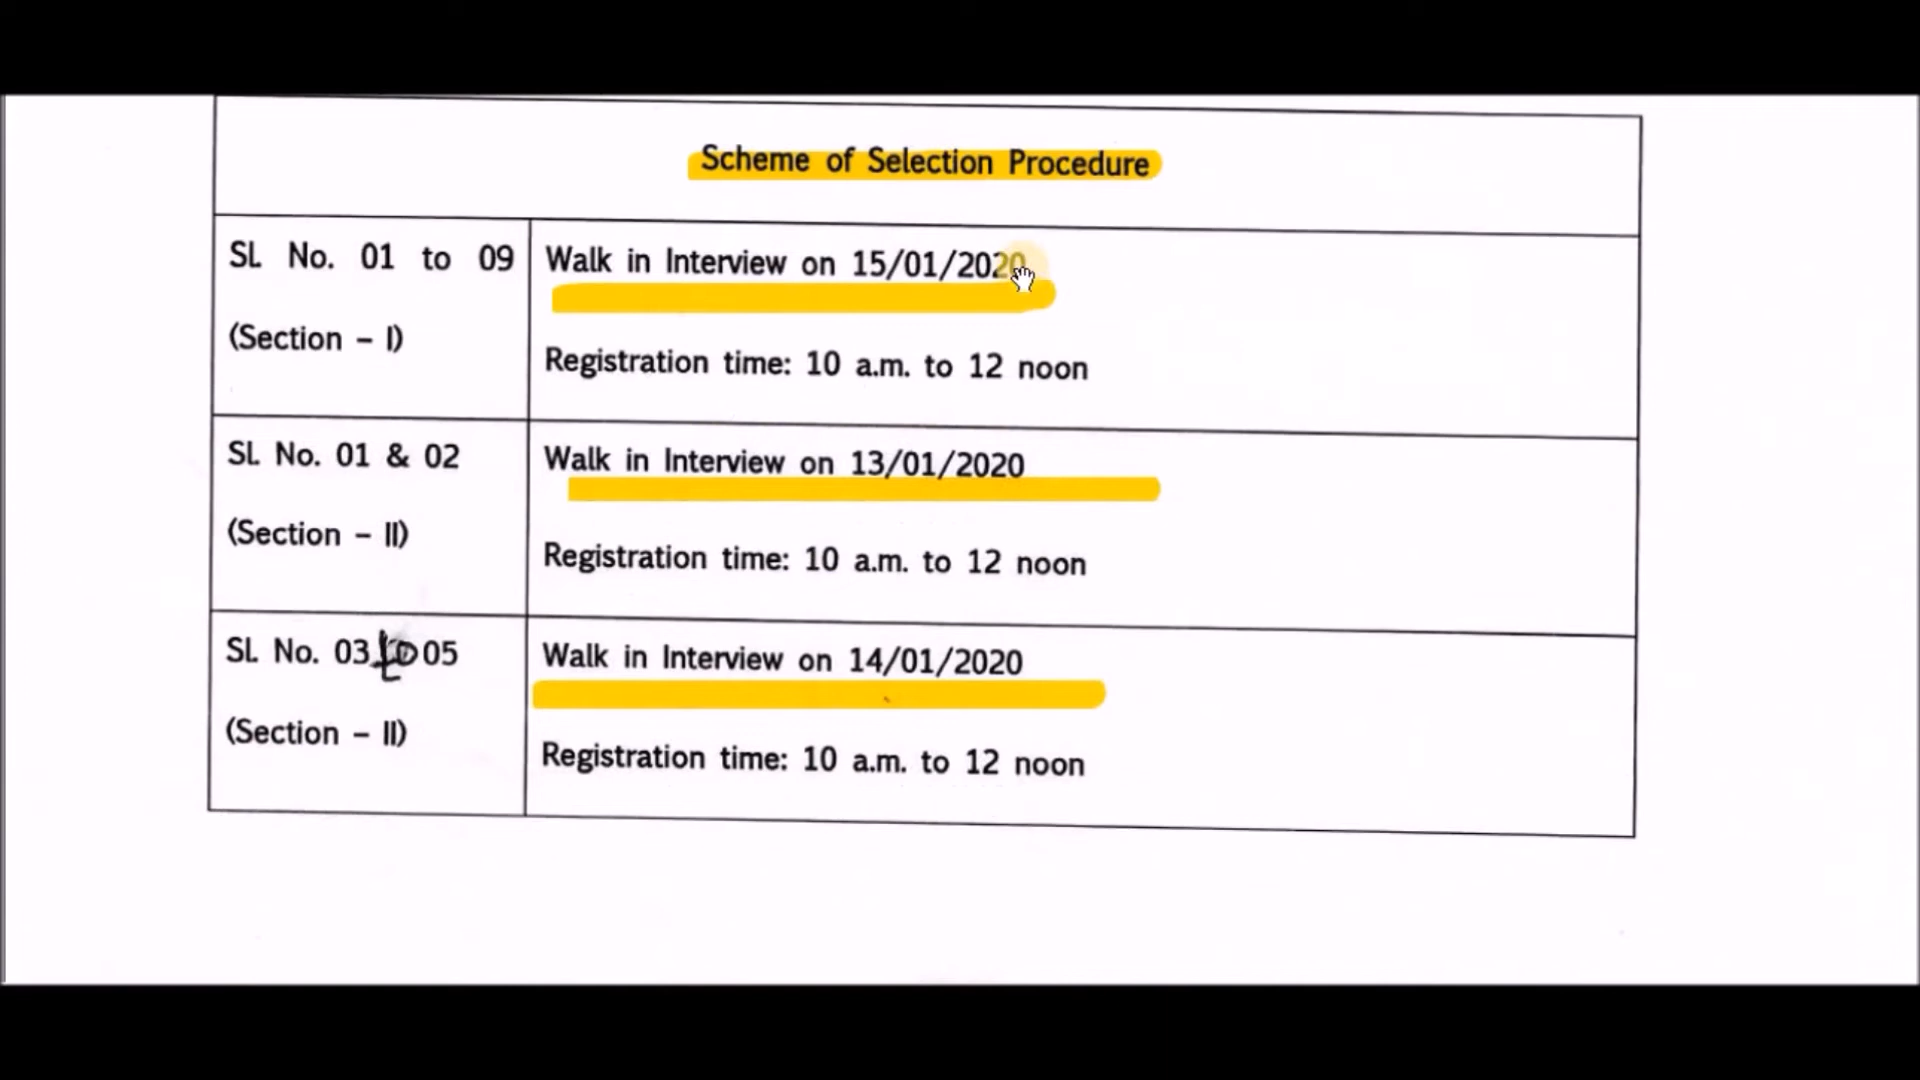 Scheme of Selection Procedure
SL No. 01 to 09
(Section – I)
Walk in Interview on 15/01/2020
Registration time: 10 a.m. to 12 noon
SL No. 01 & 02
(Section – II)
Walk in Interview on 13/01/2020
Registration time: 10 a.m. to 12 noon
SL No. 03 to 05
(Section – II)
Walk in Interview on 14/01/2020
Registration time: 10 a.m. to 12 noon